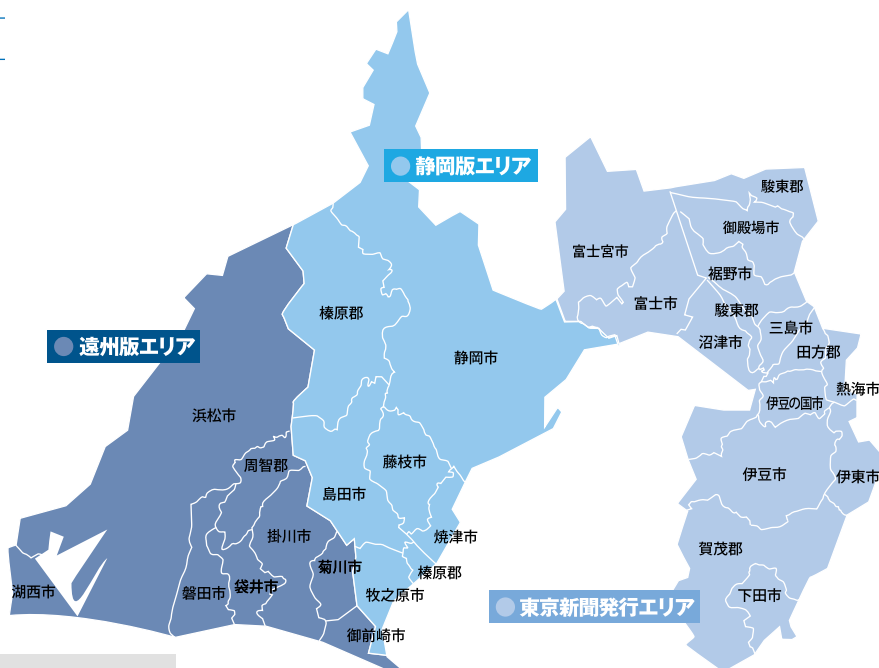 静岡版エリア
駿東郡
御殿場市
富士宮市
裾野市
富士市
駿東郡
榛原郡
三島市
沼津市
遠州版エリア
静岡市
田方郡
熱海市
伊豆の国市
浜松市
周智郡
藤枝市
伊豆市
伊東市
島田市
掛川市
焼津市
賀茂郡
菊川市
榛原郡
湖西市
磐田市
袋井市
牧之原市
下田市
東京新聞発行エリア
御前崎市